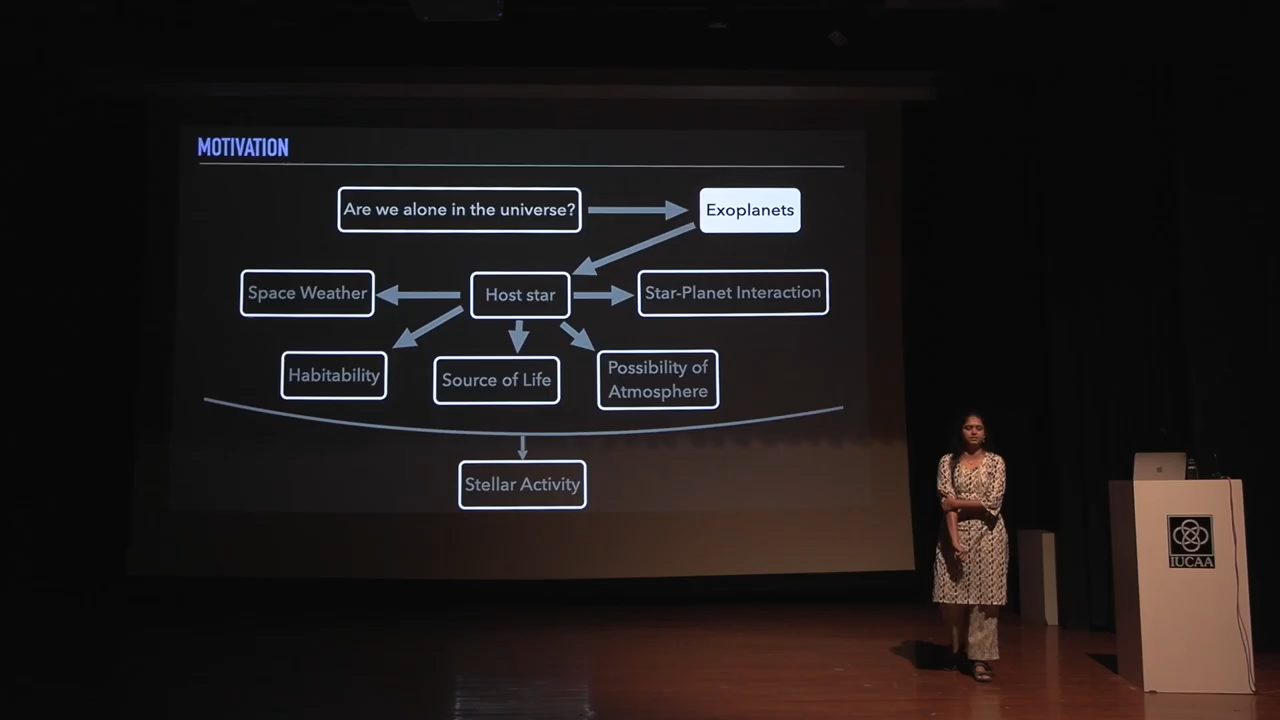 MOTIVATION
Are we alone in the universe?
Exoplanets
Space Weather
Host star
Star-Planet Interaction
Habitability
Source of Life
Possibility of
Atmosphere
Stellar Activity
IUCAA